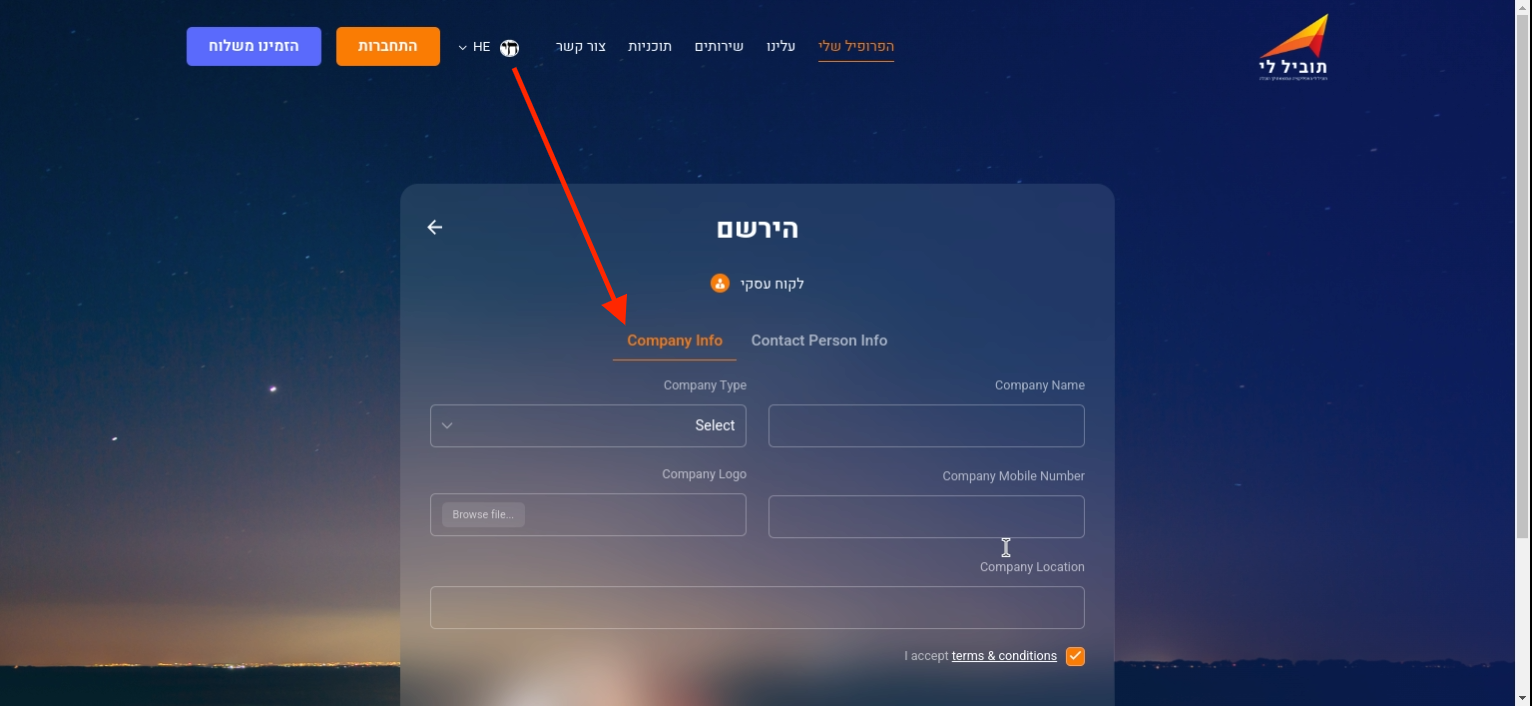 הפרופיל שלי עלינו שירותים תוכניות צור קשר HE התחברות הזמינו משלוח
תוביל לי
הירשם
לקוח עסקי
Company Info Contact Person Info
Company Name Company Type
Select
Company Mobile Number Company Logo
Browse file...
Company Location
I accept terms & conditions